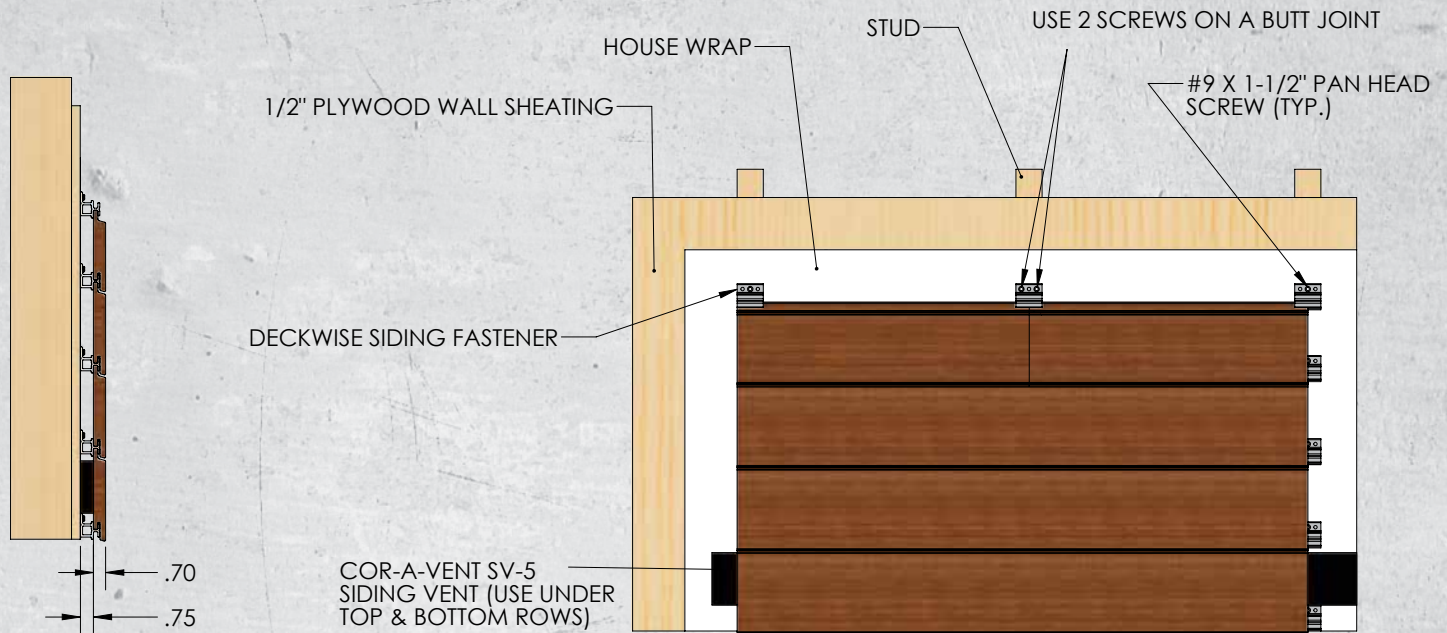 USE 2 SCREWS ON A BUTT JOINT
STUD
HOUSE WRAP
#9 X 1-1/2" PAN HEAD
SCREW (TYP.)
1/2" PLYWOOD WALL SHEATING
DECKWISE SIDING FASTENER
.70
.75
COR-A-VENT SV-5
SIDING VENT (USE UNDER
TOP & BOTTOM ROWS)